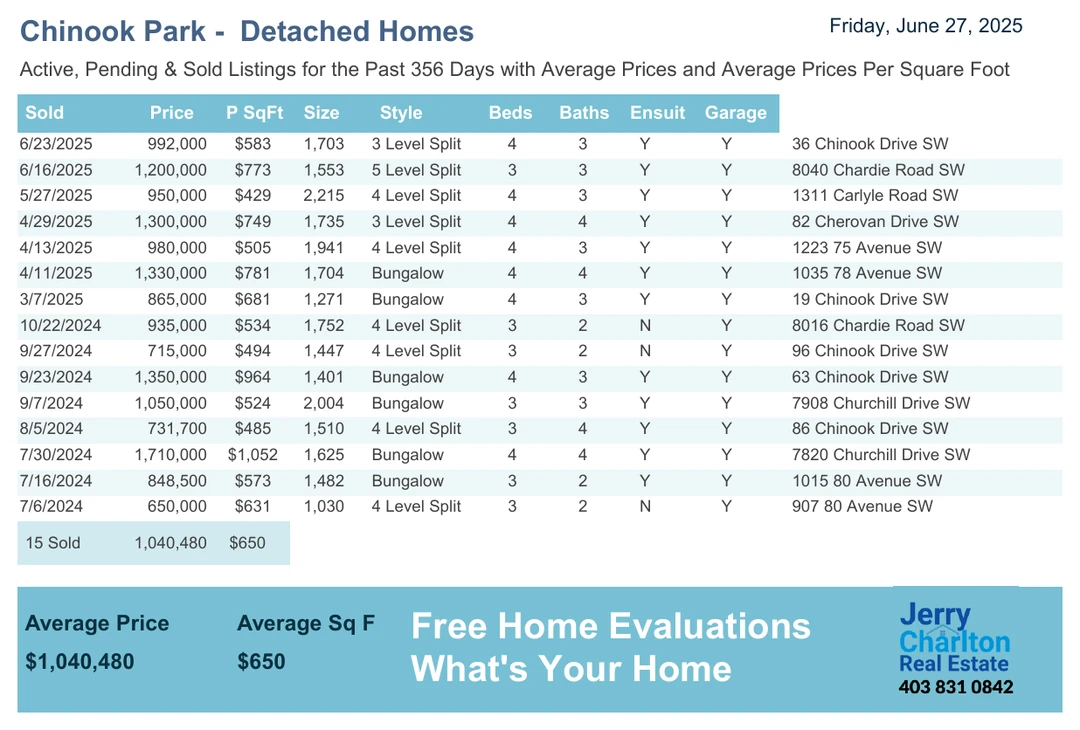 Chinook Park - Detached Homes
Friday, June 27, 2025
Active, Pending & Sold Listings for the Past 356 Days with Average Prices and Average Prices Per Square Foot
Sold Price P SqFt Size Style Beds Baths Ensuit Garage
6/23/2025 992,000 $583 1,703 3 Level Split 4 3 Y Y 36 Chinook Drive SW
6/16/2025 1,200,000 $773 1,553 5 Level Split 3 3 Y Y 8040 Chardie Road SW
5/27/2025 950,000 $429 2,215 4 Level Split 4 3 Y Y 1311 Carlyle Road SW
4/29/2025 1,300,000 $749 1,735 3 Level Split 4 4 Y Y 82 Cherovan Drive SW
4/13/2025 980,000 $505 1,941 4 Level Split 4 3 Y Y 1223 75 Avenue SW
4/11/2025 1,330,000 $781 1,704 Bungalow 4 4 Y Y 1035 78 Avenue SW
3/7/2025 865,000 $681 1,271 Bungalow 4 3 Y Y 19 Chinook Drive SW
10/22/2024 935,000 $534 1,752 4 Level Split 3 2 N Y 8016 Chardie Road SW
9/27/2024 715,000 $494 1,447 4 Level Split 3 2 N Y 96 Chinook Drive SW
9/23/2024 1,350,000 $964 1,401 Bungalow 4 3 Y Y 63 Chinook Drive SW
9/7/2024 1,050,000 $524 2,004 Bungalow 3 3 Y Y 7908 Churchill Drive SW
8/5/2024 731,700 $485 1,510 4 Level Split 3 4 Y Y 86 Chinook Drive SW
7/30/2024 1,710,000 $1,052 1,625 Bungalow 4 4 Y Y 7820 Churchill Drive SW
7/16/2024 848,500 $573 1,482 Bungalow 3 2 Y Y 1015 80 Avenue SW
7/6/2024 650,000 $631 1,030 4 Level Split 3 2 N Y 907 80 Avenue SW
15 Sold 1,040,480 $650
Average Price Average Sq F
$1,040,480 $650
Free Home Evaluations
What's Your Home
Jerry
Charlton
Real Estate
403 831 0842